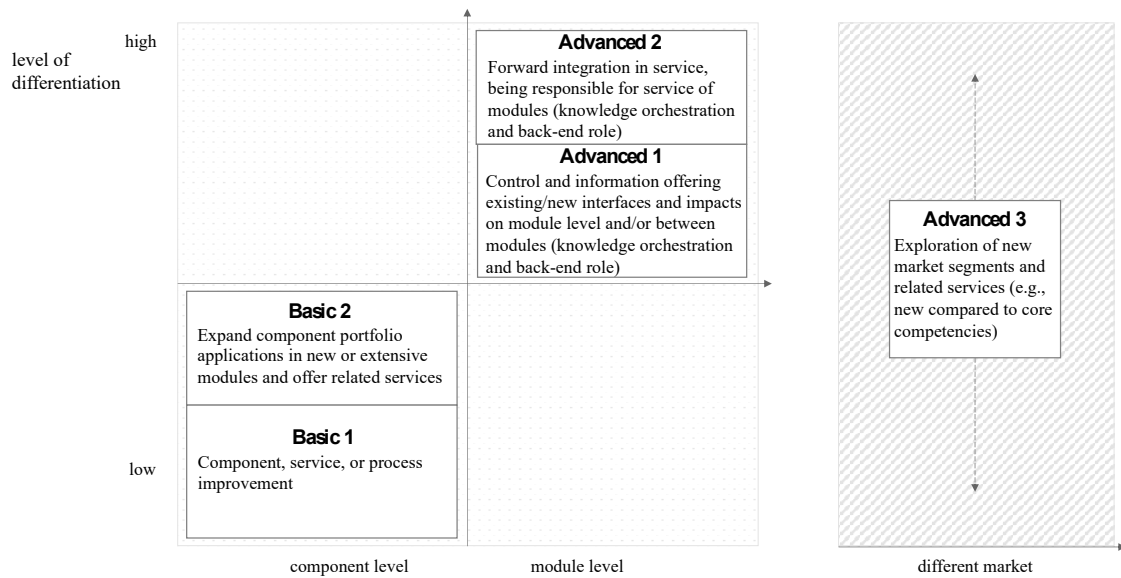 high
level of
differentiation
Advanced 2
Forward integration in service,
being responsible for service of
modules (knowledge orchestration
and back-end role)
Advanced 1
Control and information offering
existing/new interfaces and impacts
on module level and/or between
modules (knowledge orchestration
and back-end role)
Advanced 3
Exploration of new
market segments and
related services (e.g.,
new compared to core
competencies)
Basic 2
Expand component portfolio
applications in new or extensive
modules and offer related services
Basic 1
Component, service, or process
improvement
low
component level
module level
different market